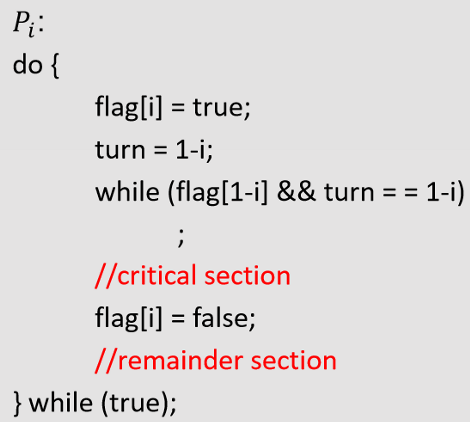 P_i:
do {
flag[i] = true;
turn = 1-i;
while (flag[1-i] && turn = = 1-i)
;
//critical section
flag[i] = false;
//remainder section
} while (true);